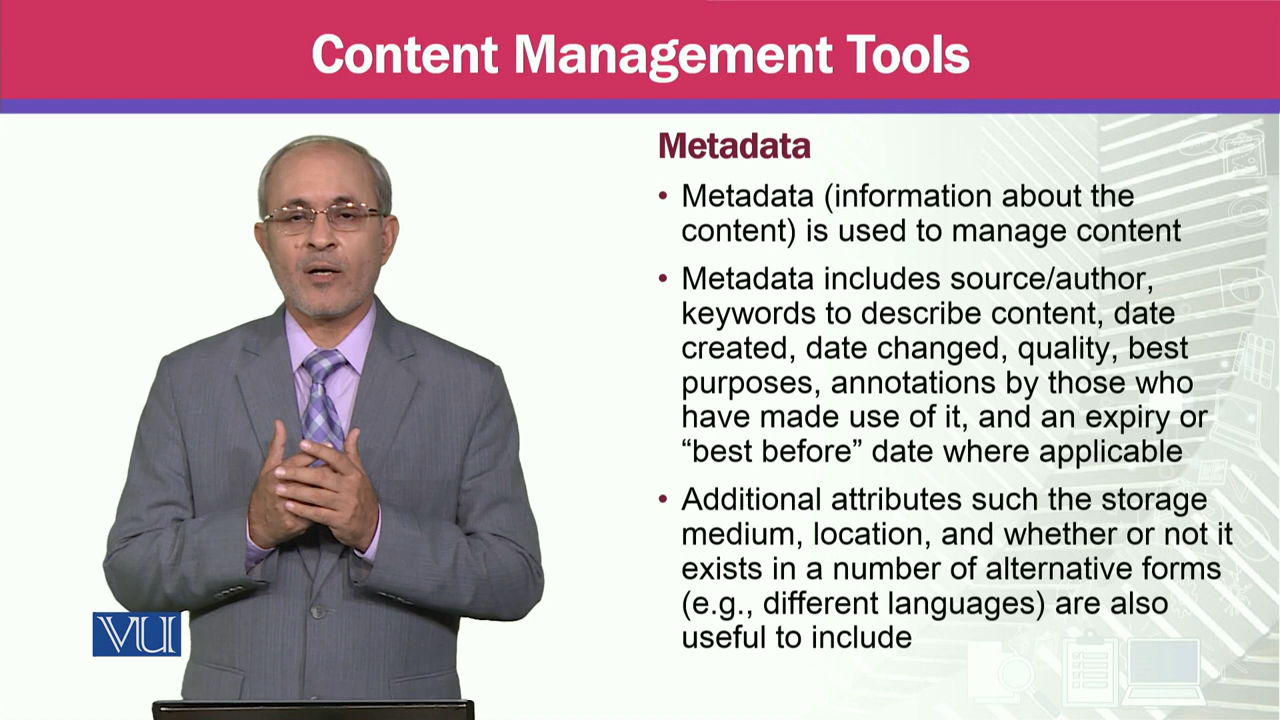 Content Management Tools
Metadata
• Metadata (information about the
content) is used to manage content
• Metadata includes source/author,
keywords to describe content, date
created, date changed, quality, best
purposes, annotations by those who
have made use of it, and an expiry or
“best before” date where applicable
• Additional attributes such the storage
medium, location, and whether or not it
exists in a number of alternative forms
(e.g., different languages) are also
useful to include
VU